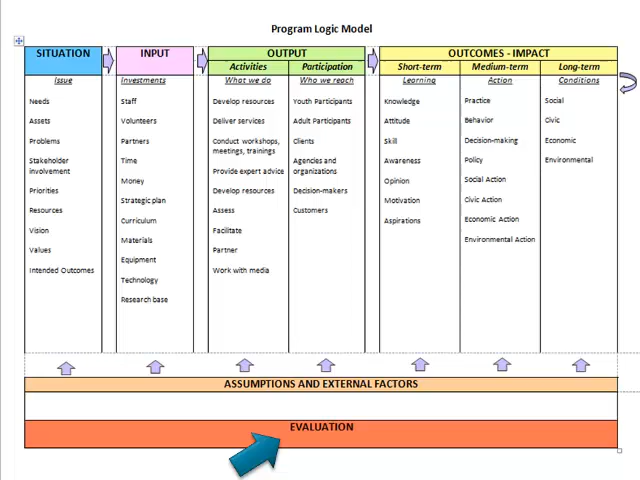 Program Logic Model
SITUATION
Issue
Needs
Assets
Problems
Stakeholder
involvement
Priorities
Resources
Vision
Values
Intended Outcomes
INPUT
Investments
Staff
Volunteers
Partners
Time
Money
Strategic plan
Curriculum
Materials
Equipment
Technology
Research base
OUTPUT
Activities
What we do
Develop resources
Deliver services
Conduct workshops,
meetings, trainings
Provide expert advice
Develop resources
Assess
Facilitate
Partner
Work with media
Participation
Who we reach
Youth Participants
Adult Participants
Clients
Agencies and
organizations
Decision-makers
Customers
OUTCOMES - IMPACT
Short-term
Learning
Knowledge
Attitude
Skill
Awareness
Opinion
Motivation
Aspirations
Medium-term
Action
Practice
Behavior
Decision-making
Policy
Social Action
Civic Action
Economic Action
Environmental Action
Long-term
Conditions
Social
Civic
Economic
Environmental
ASSUMPTIONS AND EXTERNAL FACTORS
EVALUATION